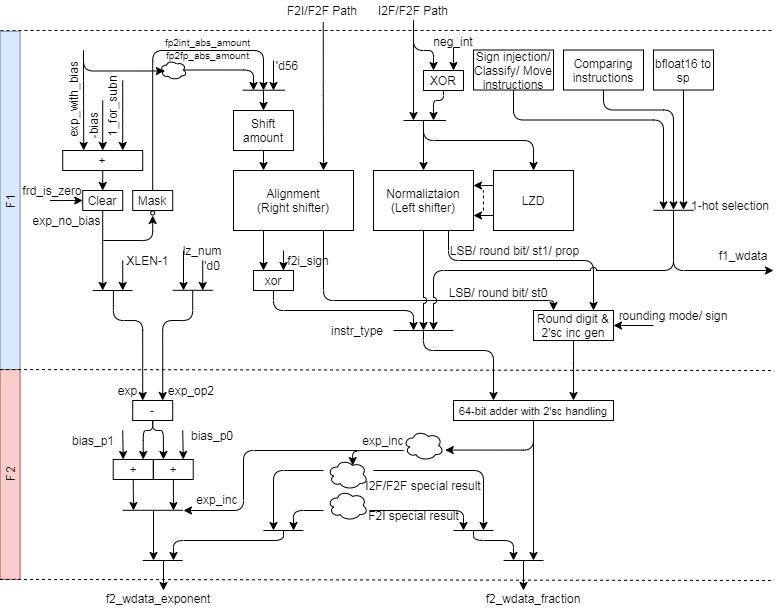 F2I/F2F Path
I2F/F2F Path
fp2int_abs_amount
fp2fp_abs_amount
'd56
neg_int
XOR
Sign injection/
Classify/ Move
instructions
Comparing
instructions
bfloat16 to
sp
exp_with_bias
-bias
1_for_subn
+
Shift
amount
F1
frd_is_zero
Clear
Mask
exp_no_bias
Alignment
(Right shifter)
Normaliztaion
(Left shifter)
LZD
1-hot selection
XLEN-1
lz_num
'd0
f2i_sign
xor
LSB/ round bit/ st1/ prop
f1_wdata
LSB/ round bit/ st0
instr_type
Round digit &
2'sc inc gen
rounding mode/ sign
F2
exp
exp_op2
-
64-bit adder with 2'sc handling
bias_p1
bias_p0
+
+
exp_inc
exp_inc
I2F/F2F special result
F2I special result
f2_wdata_exponent
f2_wdata_fraction